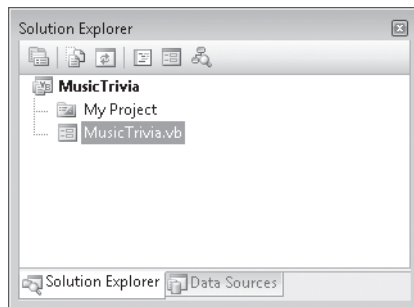 Solution Explorer
MusicTrivia
My Project
MusicTrivia.vb
Solution Explorer Data Sources